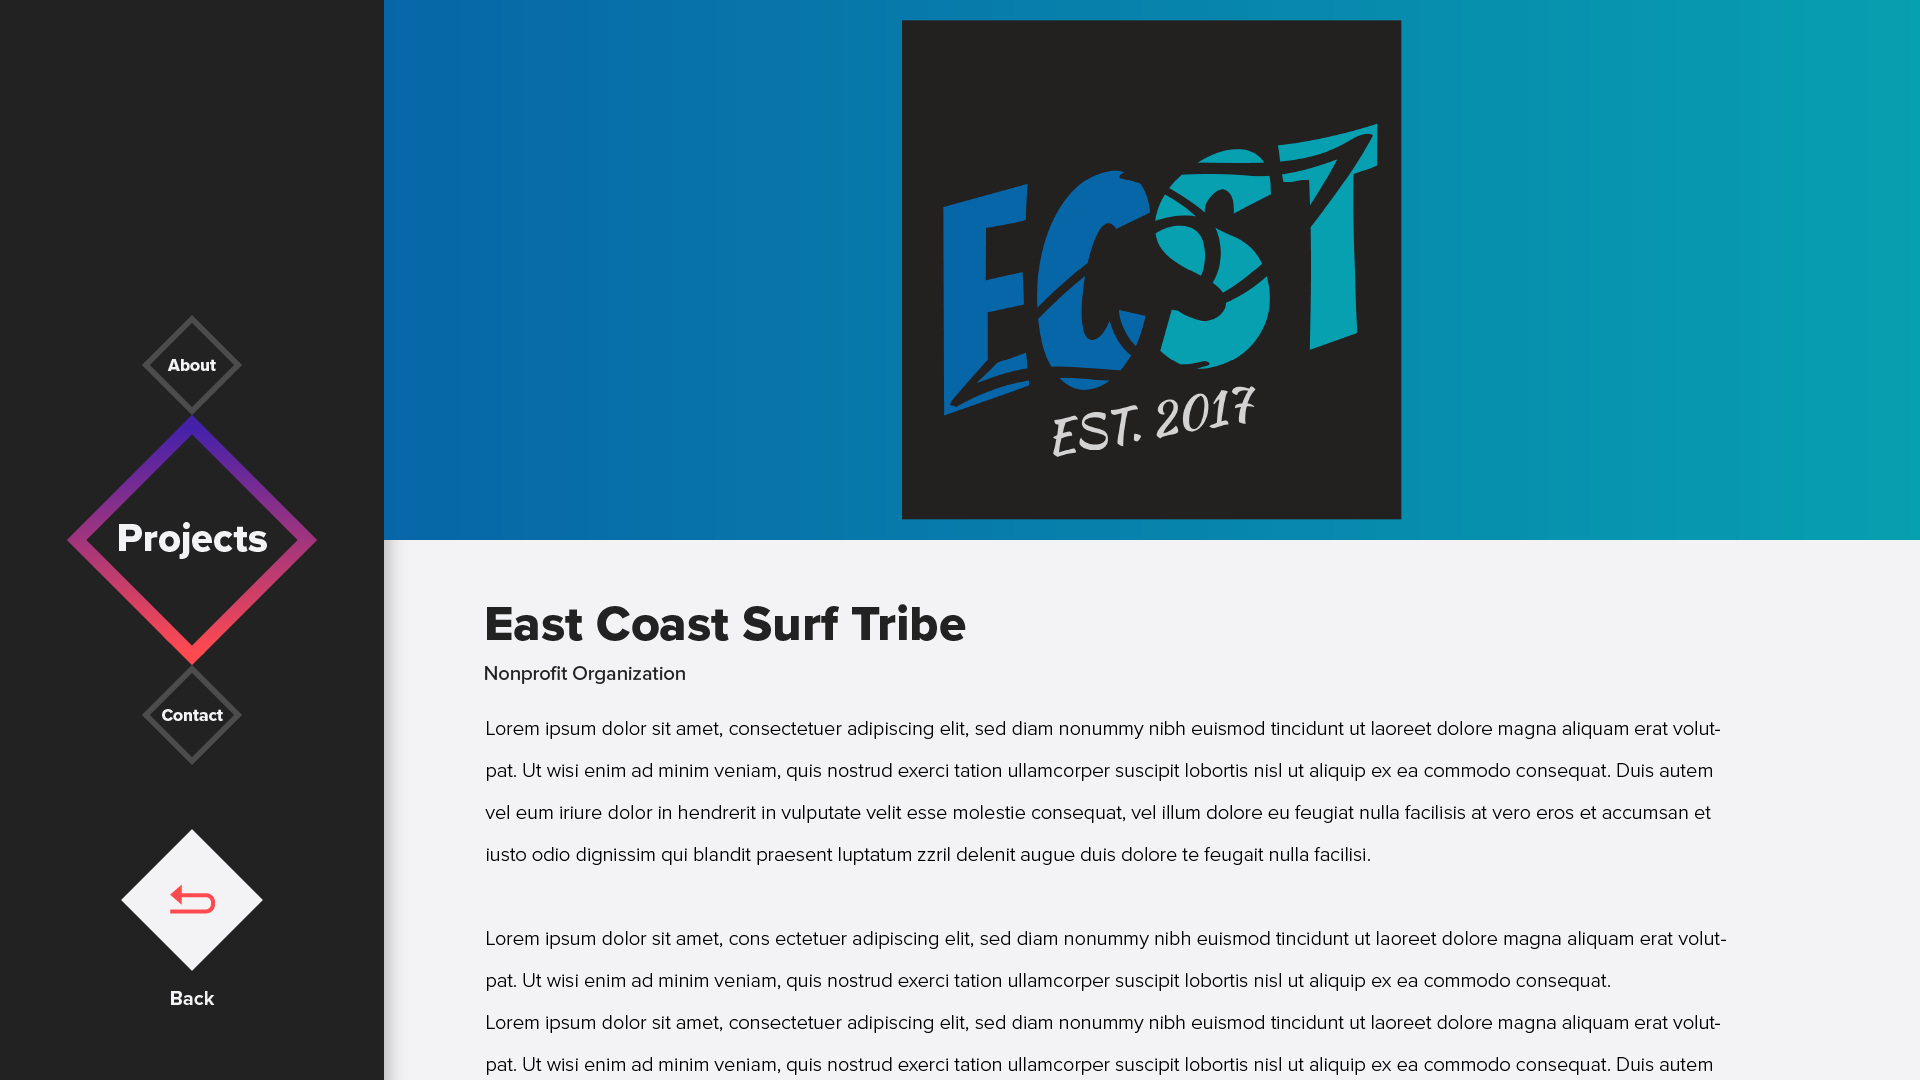 About
Projects
Contact
Back
ECST
EST. 2017
East Coast Surf Tribe
Nonprofit Organization
Lorem ipsum dolor sit amet, consectetuer adipiscing elit, sed diam nonummy nibh euismod tincidunt ut laoreet dolore magna aliquam erat volut-
pat. Ut wisi enim ad minim veniam, quis nostrud exerci tation ullamcorper suscipit lobortis nisl ut aliquip ex ea commodo consequat. Duis autem
vel eum iriure dolor in hendrerit in vulputate velit esse molestie consequat, vel illum dolore eu feugiat nulla facilisis at vero eros et accumsan et
iusto odio dignissim qui blandit praesent luptatum zzril delenit augue duis dolore te feugait nulla facilisi.
Lorem ipsum dolor sit amet, cons ectetuer adipiscing elit, sed diam nonummy nibh euismod tincidunt ut laoreet dolore magna aliquam erat volut-
pat. Ut wisi enim ad minim veniam, quis nostrud exerci tation ullamcorper suscipit lobortis nisl ut aliquip ex ea commodo consequat.
Lorem ipsum dolor sit amet, consectetuer adipiscing elit, sed diam nonummy nibh euismod tincidunt ut laoreet dolore magna aliquam erat volut-
pat. Ut wisi enim ad minim veniam, quis nostrud exerci tation ullamcorper suscipit lobortis nisl ut aliquip ex ea commodo consequat. Duis autem